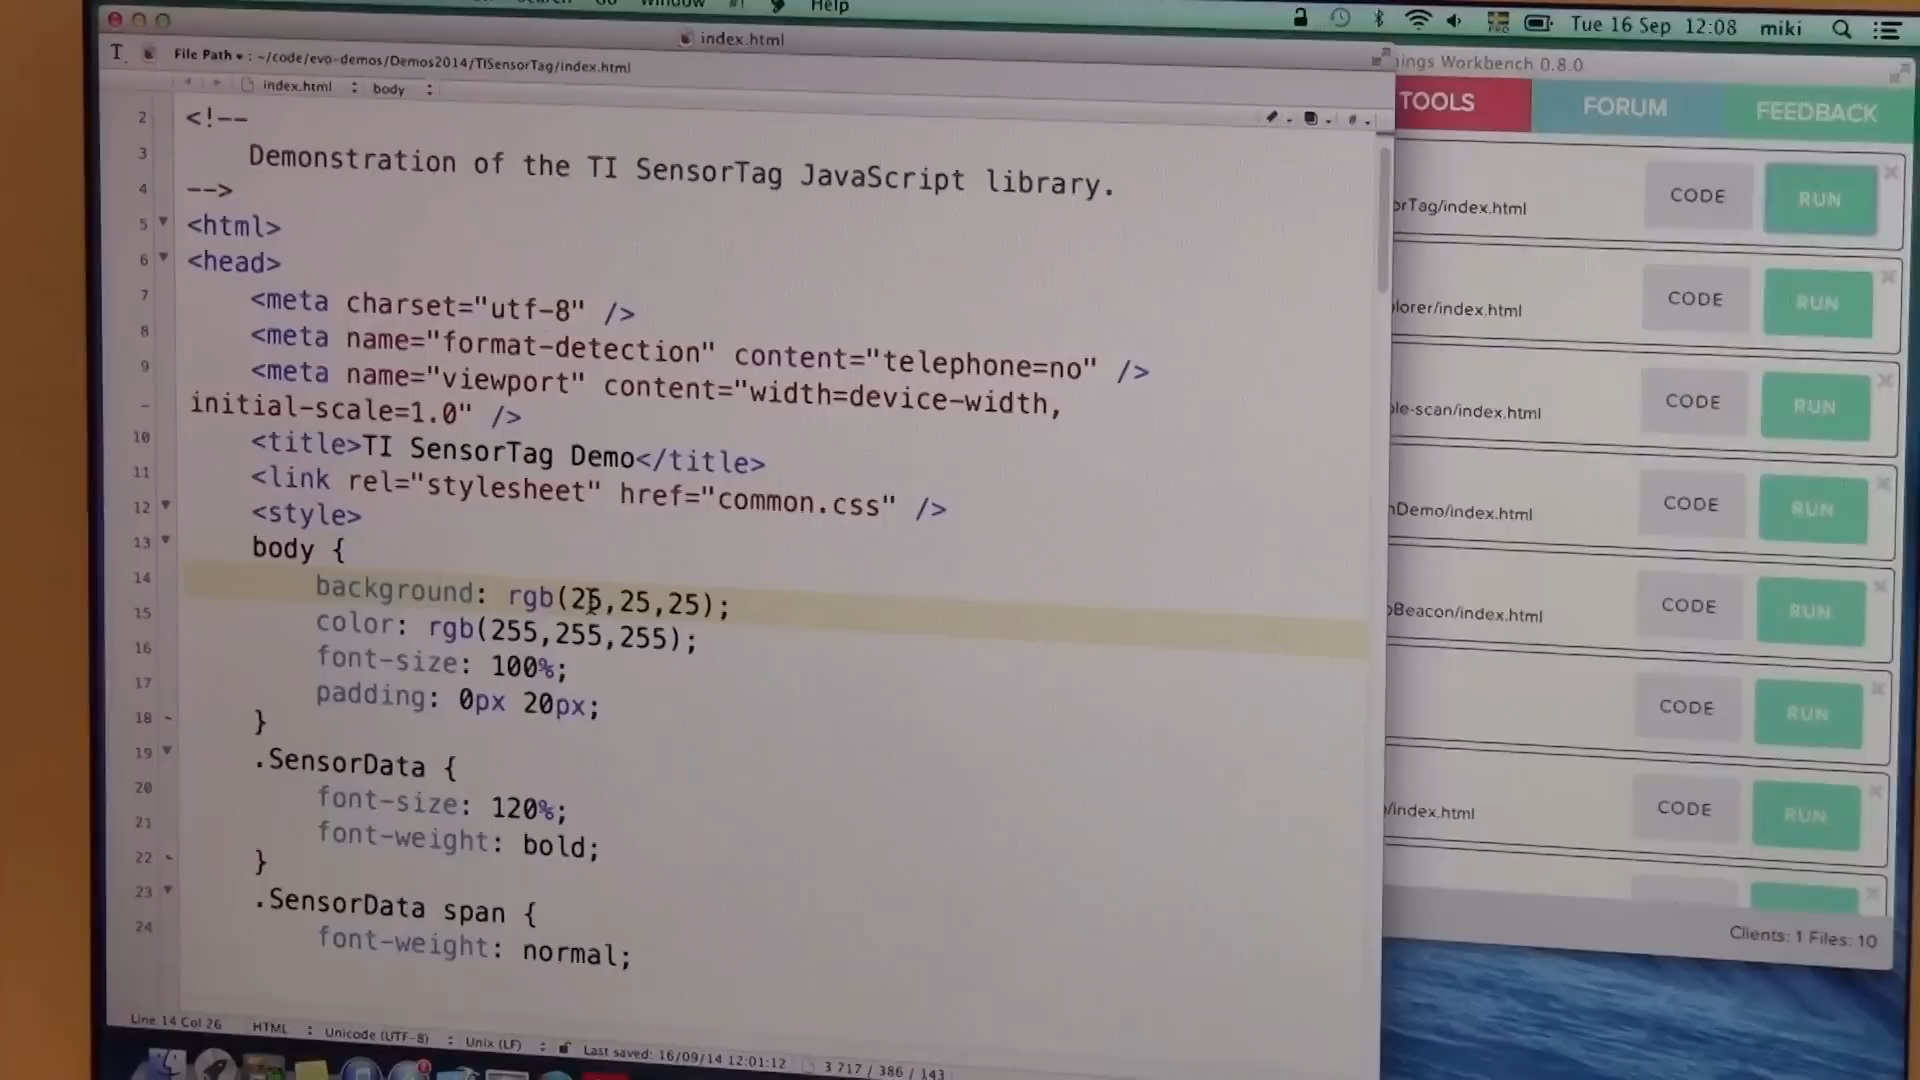 Help
Tue 16 Sep 12:08 miki
index.html
File Path ▾ : ~/code/evo-demos/Demos2014/TISensorTag/index.html
index.html body
2 <!--
3 Demonstration of the TI SensorTag JavaScript library.
4 -->
5 <html>
6 <head>
7 <meta charset="utf-8" />
8 <meta name="format-detection" content="telephone=no" />
9 <meta name="viewport" content="width=device-width,
initial-scale=1.0" />
10 <title>TI SensorTag Demo</title>
11 <link rel="stylesheet" href="common.css" />
12 <style>
13 body {
14 background: rgb(25,25,25);
15 color: rgb(255,255,255);
16 font-size: 100%;
17 padding: 0px 20px;
18 }
19 .SensorData {
20 font-size: 120%;
21 font-weight: bold;
22 }
23 .SensorData span {
24 font-weight: normal;
Line 14 Col 26 HTML Unicode (UTF-8) Unix (LF) Last saved: 16/09/14 12:01:12 3 717 / 386 / 143
ings Workbench 0.8.0
TOOLS FORUM FEEDBACK
orTag/index.html CODE RUN
lorer/index.html CODE RUN
le-scan/index.html CODE RUN
Demo/index.html CODE RUN
Beacon/index.html CODE RUN
CODE RUN
/index.html CODE RUN
Clients: 1 Files: 10